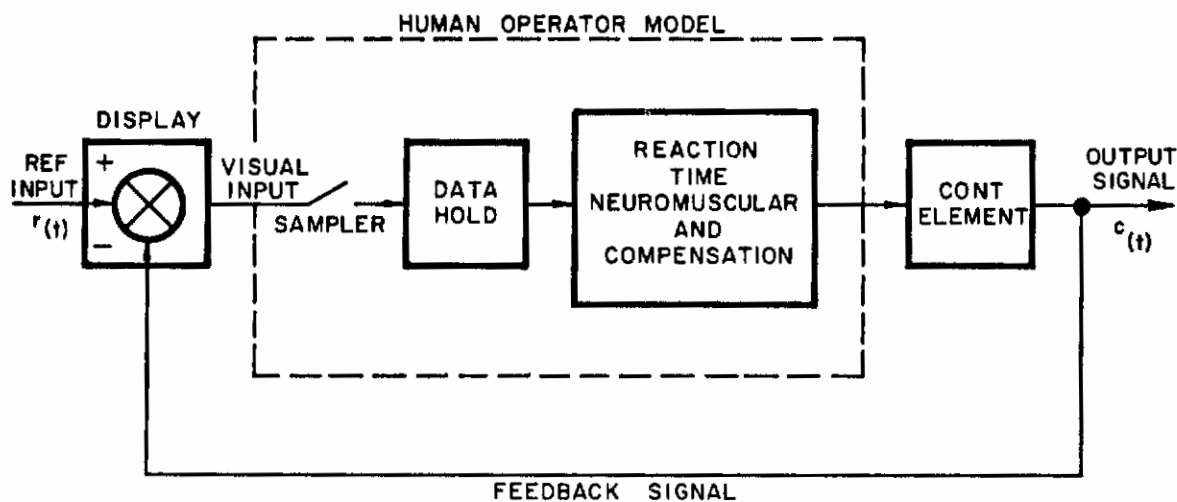 HUMAN OPERATOR MODEL
DISPLAY
REF
INPUT
r(t)
+
−
VISUAL
INPUT
SAMPLER
DATA
HOLD
REACTION
TIME
NEUROMUSCULAR
AND
COMPENSATION
CONT
ELEMENT
OUTPUT
SIGNAL
c(t)
FEEDBACK SIGNAL